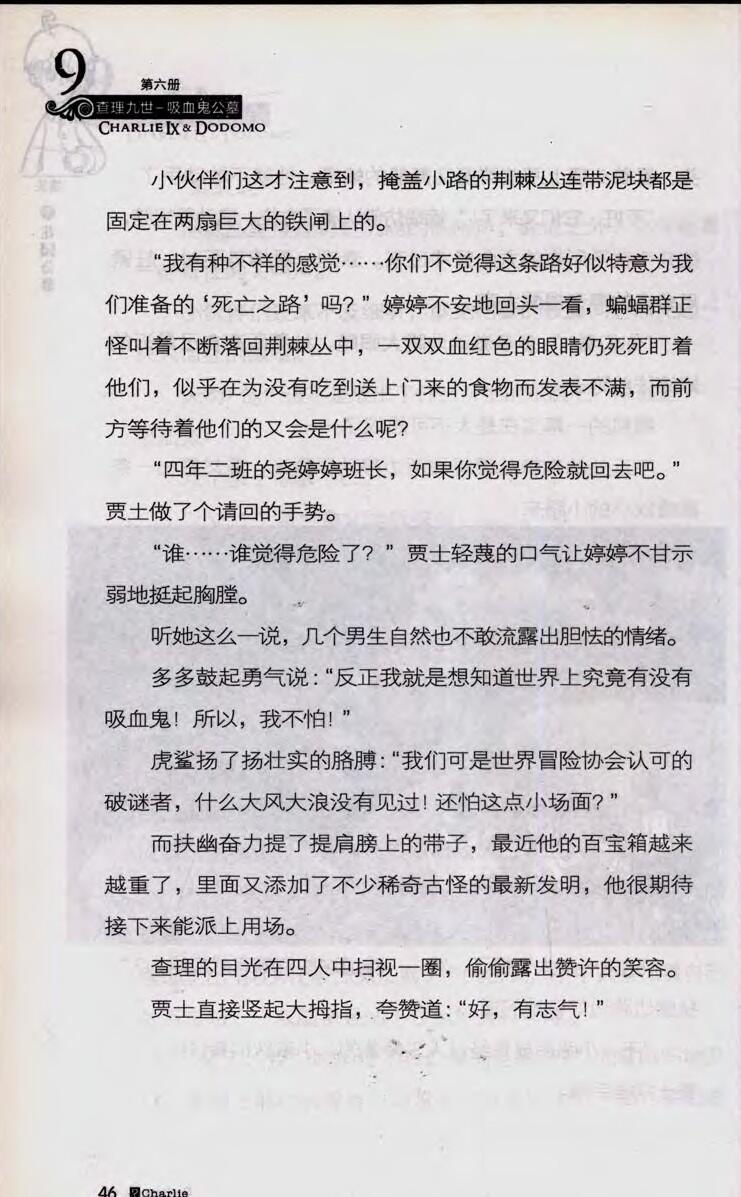 9
第六册
查理九世-吸血鬼公墓
CHARLIE IX & DODOMO
小伙伴们这才注意到，掩盖小路的荆棘丛连带泥块都是
固定在两扇巨大的铁闸上的。
“我有种不祥的感觉……你们不觉得这条路好似特意为我
们准备的‘死亡之路’吗？”婷婷不安地回头一看，蝙蝠群正
怪叫着不断落回荆棘丛中，一双双血红色的眼睛仍死死盯着
他们，似乎在为没有吃到送上门来的食物而发表不满，而前
方等待着他们的又会是什么呢？
“四年二班的尧婷婷班长，如果你觉得危险就回去吧。”
贾士做了个请回的手势。
“谁……谁觉得危险了？”贾士轻蔑的口气让婷婷不甘示
弱地挺起胸膛。
听她这么一说，几个男生自然也不敢流露出胆怯的情绪。
多多鼓起勇气说：“反正我就是想知道世界上究竟有没有
吸血鬼！所以，我不怕！”
虎鲨扬了扬壮实的胳膊：“我们可是世界冒险协会认可的
破谜者，什么大风大浪没有见过！还怕这点小场面？”
而扶幽奋力提了提肩膀上的带子，最近他的百宝箱越来
越重了，里面又添加了不少稀奇古怪的最新发明，他很期待
接下来能派上用场。
查理的目光在四人中扫视一圈，偷偷露出赞许的笑容。
贾士直接竖起大拇指，夸赞道：“好，有志气！”
46 Charlie